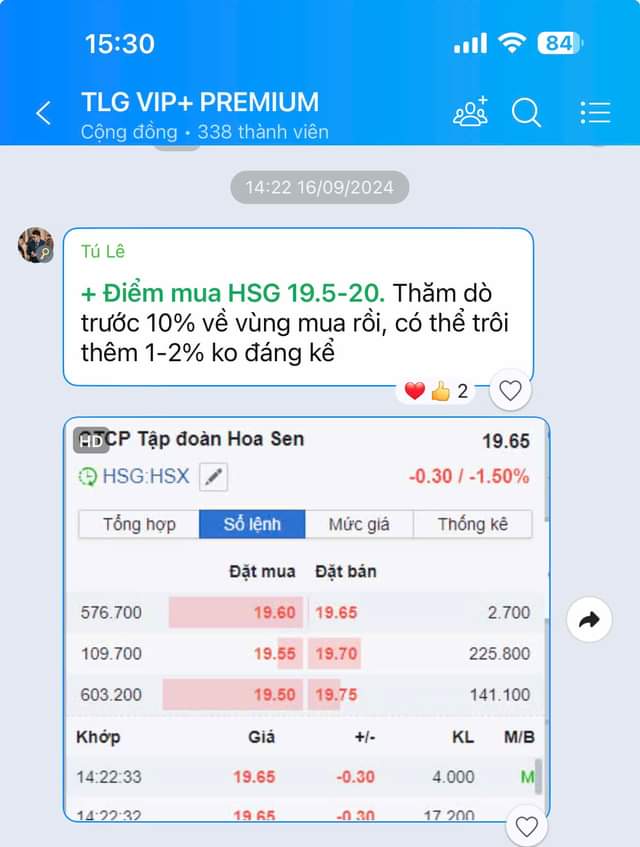 15:30
84
TLG VIP+ PREMIUM
Cộng đồng • 338 thành viên
14:22 16/09/2024
Tú Lê
+ Điểm mua HSG 19.5-20. Thăm dò
trước 10% về vùng mua rồi, có thể trôi
thêm 1-2% ko đáng kể
2
HD
CTCP Tập đoàn Hoa Sen 19.65
HSG:HSX -0.30 / -1.50%
Tổng hợp Sổ lệnh Mức giá Thống kê
Đặt mua Đặt bán
576.700 19.60 19.65 2.700
109.700 19.55 19.70 225.800
603.200 19.50 19.75 141.100
Khớp Giá +/- KL M/B
14:22:33 19.65 -0.30 4.000 M
14:22:32 19.65 -0.30 17.200